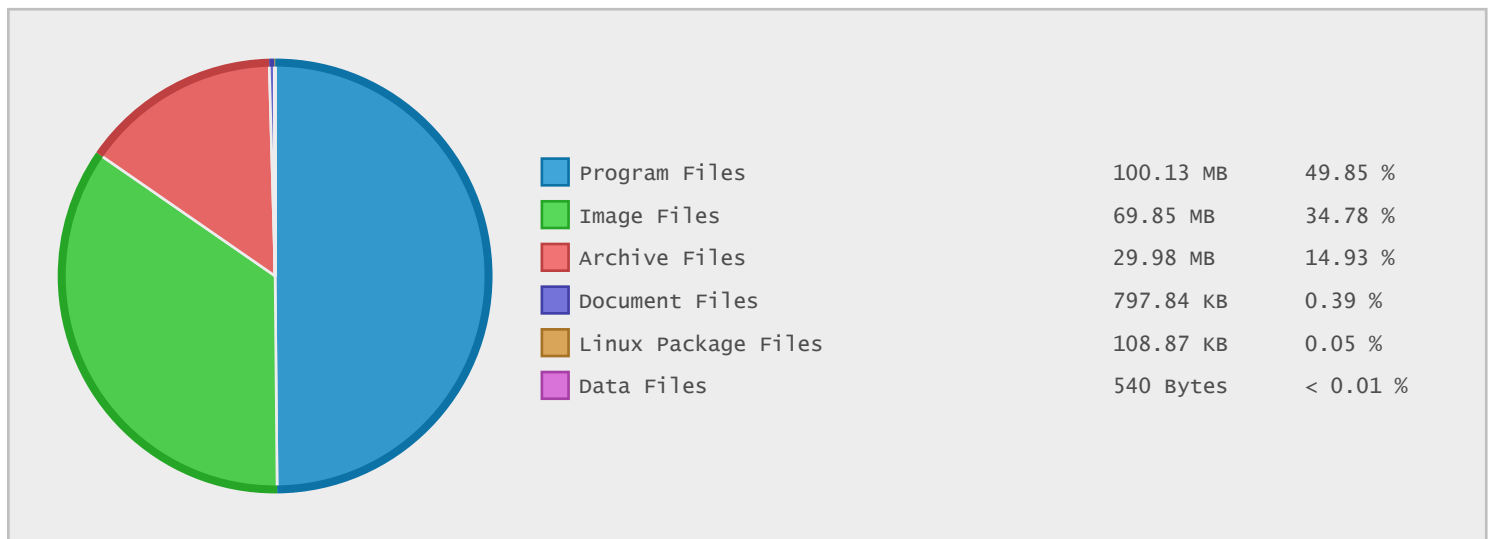 Program Files 100.13 MB 49.85 %
Image Files 69.85 MB 34.78 %
Archive Files 29.98 MB 14.93 %
Document Files 797.84 KB 0.39 %
Linux Package Files 108.87 KB 0.05 %
Data Files 540 Bytes < 0.01 %